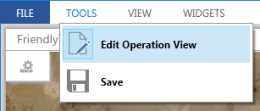 FILE TOOLS VIEW WIDGETS
Friendly
Edit Operation View
Save